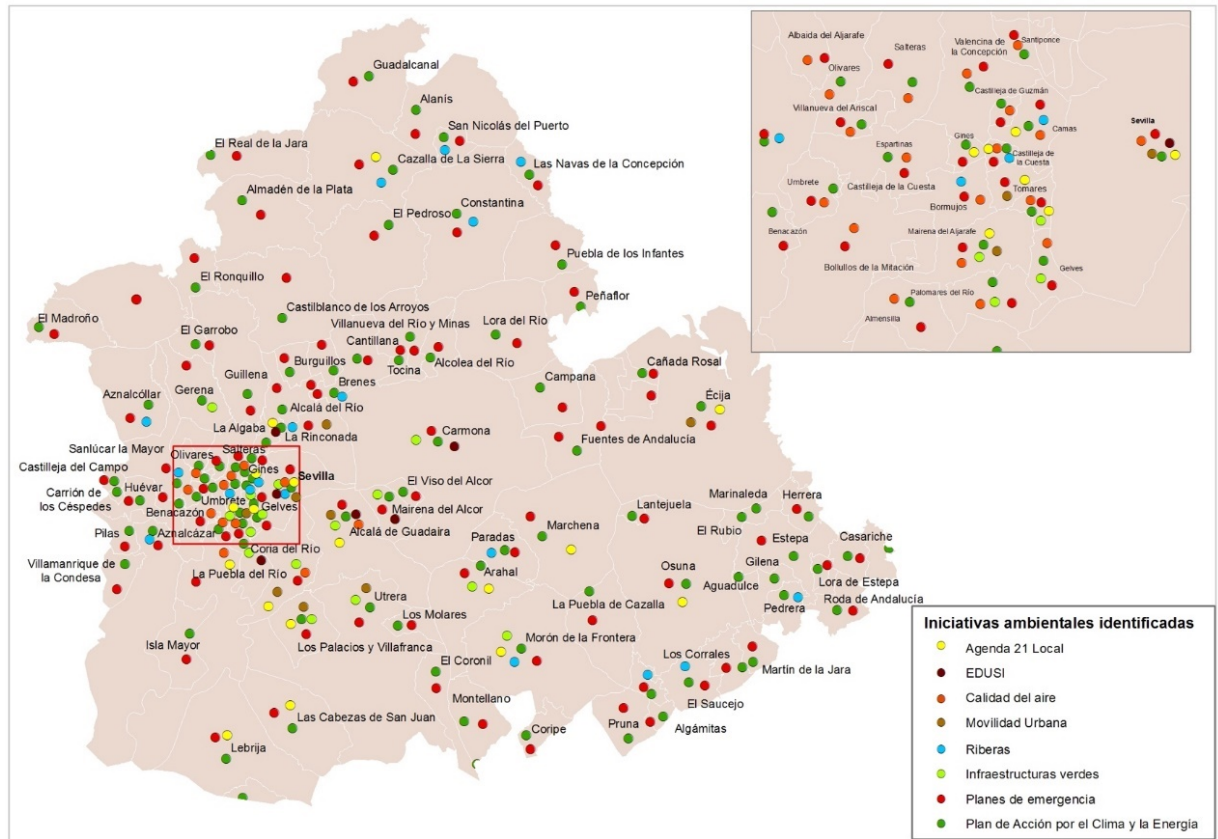 Guadalcanal
Alanís
San Nicolás del Puerto
El Real de la Jara
Cazalla de La Sierra
Las Navas de la Concepción
Almadén de la Plata
Constantina
El Pedroso
Puebla de los Infantes
El Ronquillo
Peñaflor
Castilblanco de los Arroyos
El Madroño
Villanueva del Río y Minas
Lora del Río
El Garrobo
Cantillana
Burguillos
Tocina
Alcolea del Río
Cañada Rosal
Guillena
Campana
Gerena
Brenes
Aznalcóllar
Écija
Alcalá del Río
La Algaba
La Rinconada
Carmona
Fuentes de Andalucía
Sanlúcar la Mayor
Olivares
Salteras
Castilleja del Campo
Gines
Sevilla
Huévar
El Viso del Alcor
Carrión de
los Céspedes
Umbrete
Gelves
Mairena del Alcor
Lantejuela
Marinaleda
Herrera
Benacazón
Alcalá de Guadaira
Marchena
El Rubio
Estepa
Pilas
Aznalcázar
Coria del Río
Paradas
Casariche
Gilena
Villamanrique de
la Condesa
La Puebla del Río
Arahal
Osuna
Aguadulce
Lora de Estepa
Utrera
La Puebla de Cazalla
Pedrera
Roda de Andalucía
Los Molares
Isla Mayor
Los Palacios y Villafranca
Morón de la Frontera
Los Corrales
El Coronil
Martín de la Jara
Montellano
El Saucejo
Las Cabezas de San Juan
Pruna
Algámitas
Coripe
Lebrija
Albaida del Aljarafe
Salteras
Valencina de
la Concepción
Santiponce
Olivares
Castilleja de Guzmán
Villanueva del Ariscal
Camas
Sevilla
Gines
Espartinas
Castilleja de
la Cuesta
Castilleja de la Cuesta
Umbrete
Tomares
Bormujos
Benacazón
Mairena del Aljarafe
Bollullos de la Mitación
Gelves
Palomares del Río
Almensilla
Iniciativas ambientales identificadas
Agenda 21 Local
EDUSI
Calidad del aire
Movilidad Urbana
Riberas
Infraestructuras verdes
Planes de emergencia
Plan de Acción por el Clima y la Energía